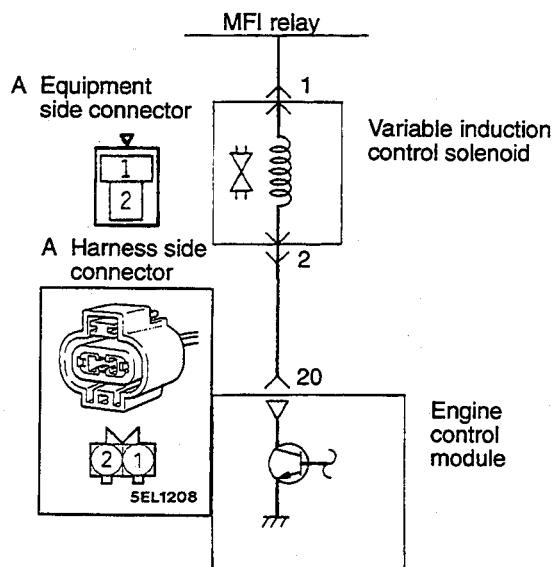 MFI relay
1
A Equipment
side connector
1
2
Variable induction
control solenoid
2
A Harness side
connector
2 1
5EL1208
20
Engine
control
module